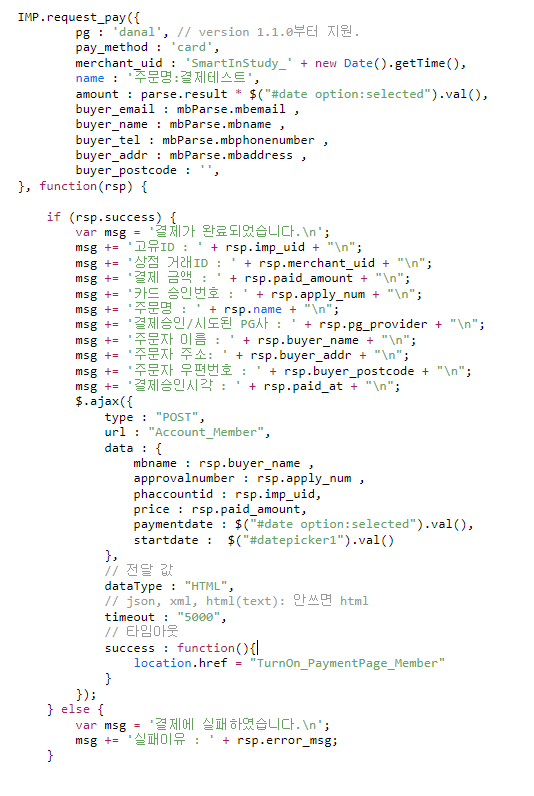 IMP.request_pay({
pg : 'danal', // version 1.1.0부터 지원.
pay_method : 'card',
merchant_uid : 'SmartInStudy_' + new Date().getTime(),
name : '주문명:결제테스트',
amount : parse.result * $("#date option:selected").val(),
buyer_email : mbParse.mbemail ,
buyer_name : mbParse.mbname ,
buyer_tel : mbParse.mbphonenumber ,
buyer_addr : mbParse.mbaddress ,
buyer_postcode : '',
}, function(rsp) {
if (rsp.success) {
var msg = '결제가 완료되었습니다.\n';
msg += '고유ID : ' + rsp.imp_uid + "\n";
msg += '상점 거래ID : ' + rsp.merchant_uid + "\n";
msg += '결제 금액 : ' + rsp.paid_amount + "\n";
msg += '카드 승인번호 : ' + rsp.apply_num + "\n";
msg += '주문명 : ' + rsp.name + "\n";
msg += '결제승인/시도된 PG사 : ' + rsp.pg_provider + "\n";
msg += '주문자 이름 : ' + rsp.buyer_name + "\n";
msg += '주문자 주소: ' + rsp.buyer_addr + "\n";
msg += '주문자 우편번호 : ' + rsp.buyer_postcode + "\n";
msg += '결제승인시각 : ' + rsp.paid_at + "\n";
$.ajax({
type : "POST",
url : "Account_Member",
data : {
mbname : rsp.buyer_name ,
approvalnumber : rsp.apply_num ,
phaccountid : rsp.imp_uid,
price : rsp.paid_amount,
paymentdate : $("#date option:selected").val(),
startdate :  $("#datepicker1").val()
},
// 전달 값
dataType : "HTML",
// json, xml, html(text): 안쓰면 html
timeout : "5000",
// 타임아웃
success : function(){
location.href = "TurnOn_PaymentPage_Member"
}
});
} else {
var msg = '결제에 실패하였습니다.\n';
msg += '실패이유 : ' + rsp.error_msg;
}